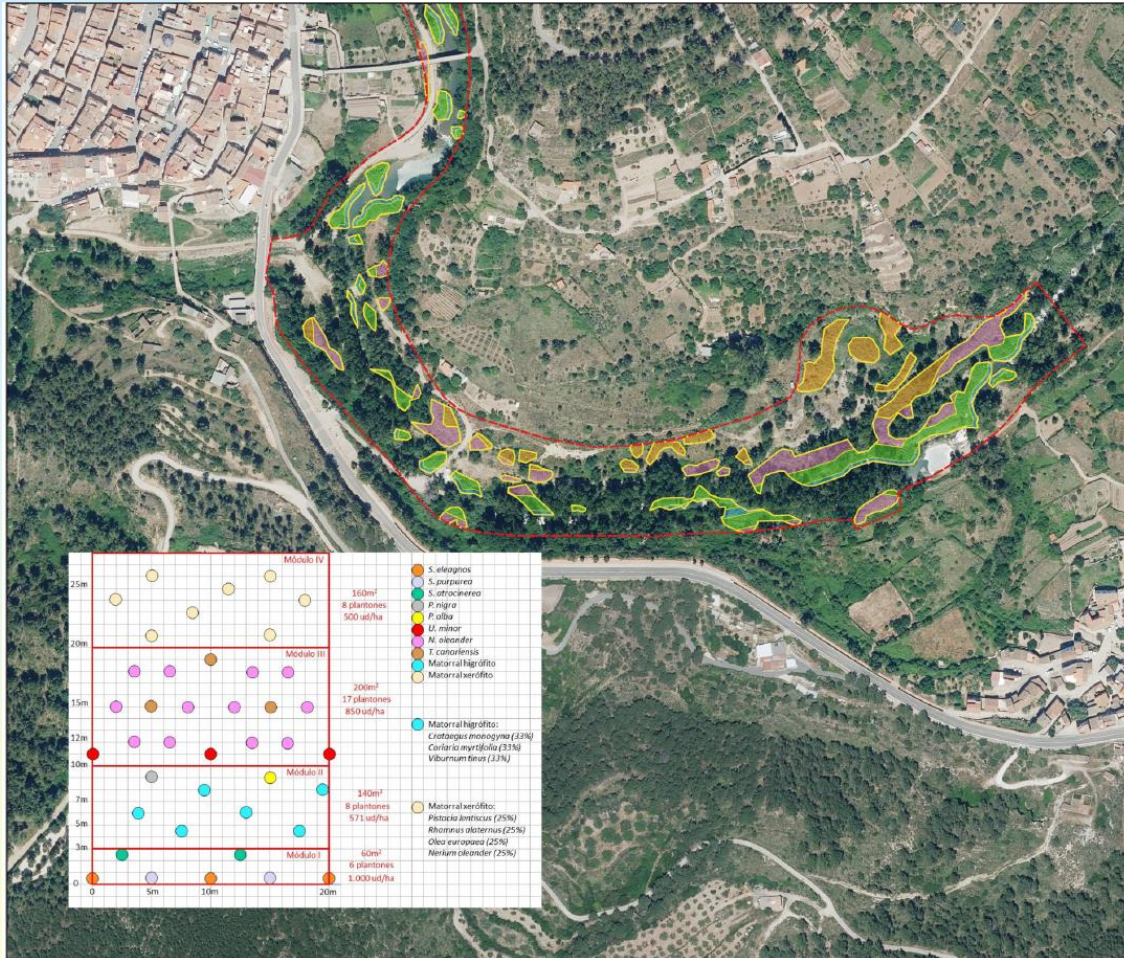 Módulo IV
25m
160m²
8 plantones
500 ud/ha
20m
Módulo III
200m²
17 plantones
850 ud/ha
15m
12m
10m
Módulo II
140m²
8 plantones
571 ud/ha
7m
5m
3m
Módulo I
60m²
6 plantones
1.000 ud/ha
0
0
5m
10m
20m
S. eleagnos
S. purpurea
S. atrocinerea
P. nigra
P. alba
U. minor
N. oleander
T. canariensis
Matorral higrófito
Matorral xerófito
Matorral higrófito:
Crataegus monogyna (33%)
Coriaria myrtifolia (33%)
Viburnum tinus (33%)
Matorral xerófito:
Pistacia lentiscus (25%)
Rhamnus alaternus (25%)
Olea europaea (25%)
Nerium oleander (25%)